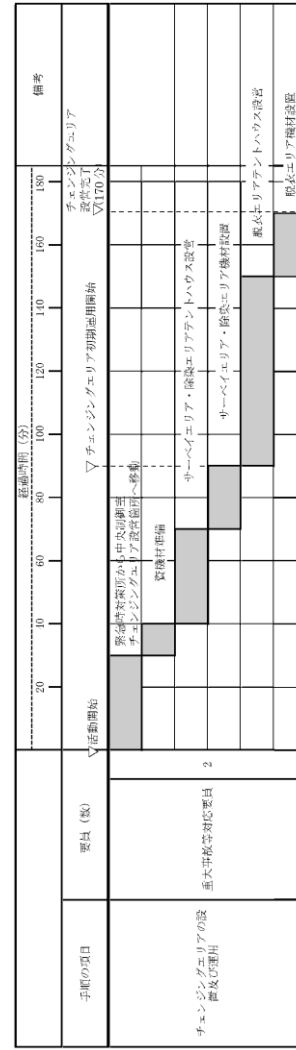 手順の項目
要員（数）
経過時間（分）
備考
20
40
60
80
100
120
140
160
180
▽活動開始
▽チェンジングエリア初期運用開始
チェンジングエリア
設営完了
▽(170分)
チェンジングエリアの設
置及び運用
重大事故等対応要員
2
緊急時対策所から中央制御室
チェンジングエリア設営箇所へ移動
資機材準備
サーベイエリア・除染エリアテントハウス設営
サーベイエリア・除染エリア機材設置
脱衣エリアテントハウス設営
脱衣エリア機材設置